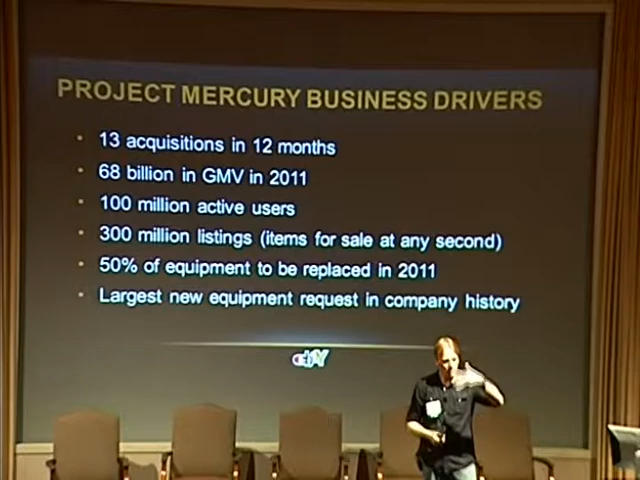 PROJECT MERCURY BUSINESS DRIVERS
13 acquisitions in 12 months
68 billion in GMV in 2011
100 million active users
300 million listings (items for sale at any second)
50% of equipment to be replaced in 2011
Largest new equipment request in company history
ebY